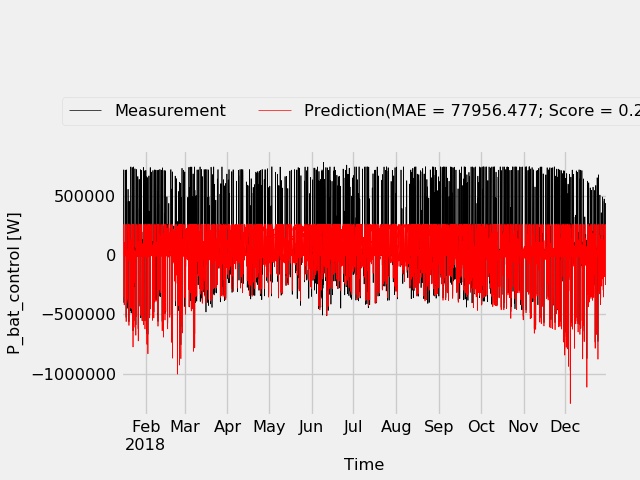 Measurement
Prediction(MAE = 77956.477; Score = 0.2
500000
0
−500000
−1000000
P_bat_control [W]
Feb Mar Apr May Jun Jul Aug Sep Oct Nov Dec
2018
Time